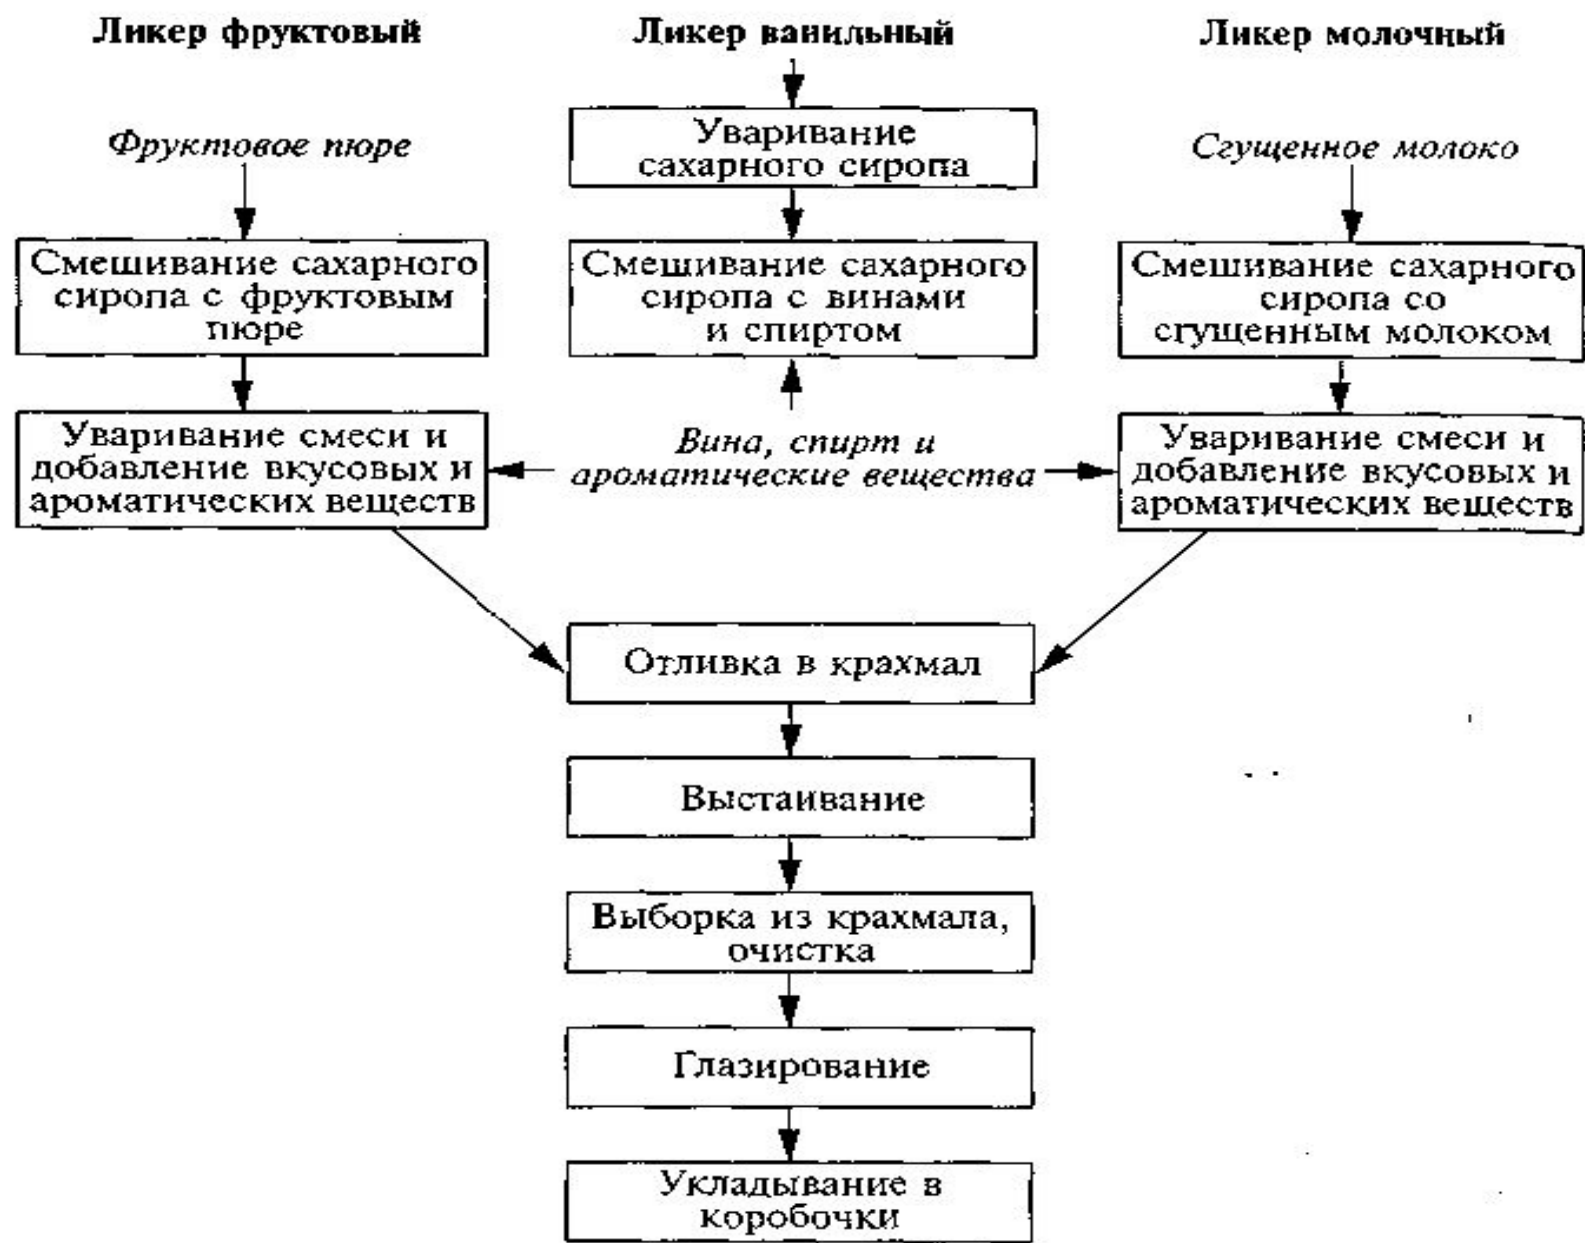 Ликер фруктовый
Ликер ванильный
Ликер молочный
Фруктовое пюре
Уваривание
сахарного сиропа
Сгущенное молоко
Смешивание сахарного
сиропа с фруктовым
пюре
Смешивание сахарного
сиропа с винами
и спиртом
Смешивание сахарного
сиропа со
сгущенным молоком
Уваривание смеси и
добавление вкусовых и
ароматических веществ
Вина, спирт и
ароматические вещества
Уваривание смеси и
добавление вкусовых и
ароматических веществ
Отливка в крахмал
Выстаивание
Выборка из крахмала,
очистка
Глазирование
Укладывание в
коробочки